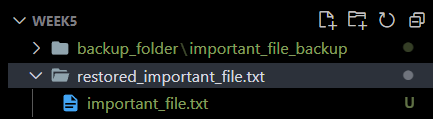 WEEK5
backup_folder\important_file_backup
restored_important_file.txt
important_file.txt U